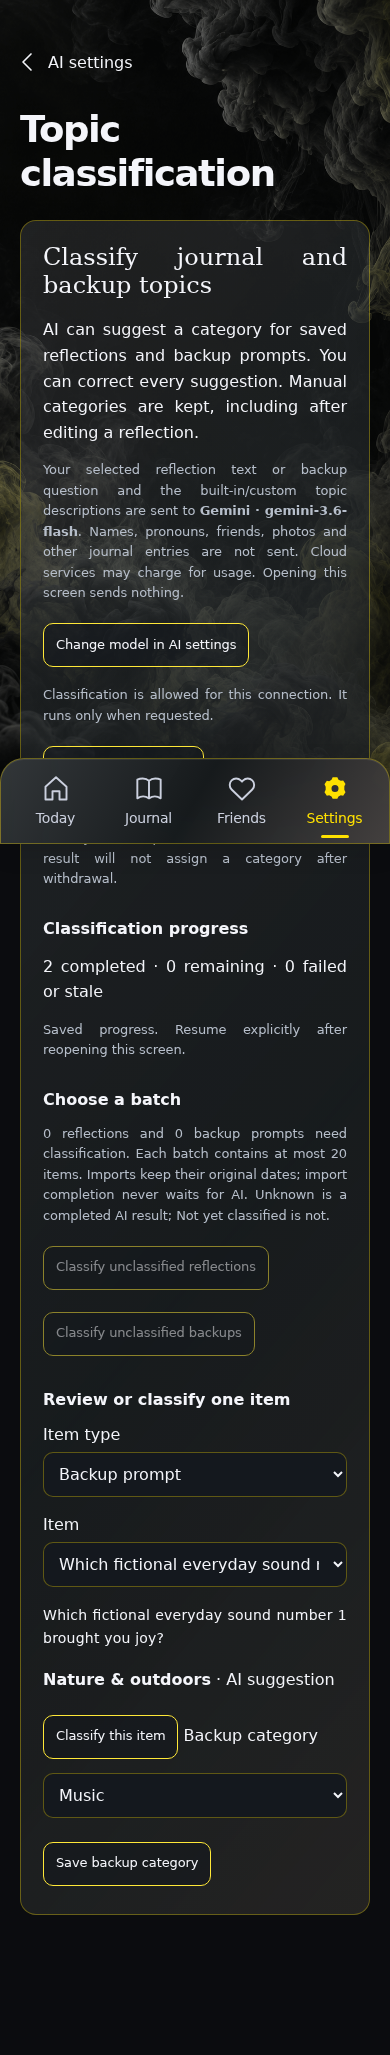 AI settings
Topic
classification
Classify journal and
backup topics
AI can suggest a category for saved
reflections and backup prompts. You
can correct every suggestion. Manual
categories are kept, including after
editing a reflection.
Your selected reflection text or backup
question and the built-in/custom topic
descriptions are sent to Gemini · gemini-3.6-
flash. Names, pronouns, friends, photos and
other journal entries are not sent. Cloud
services may charge for usage. Opening this
screen sends nothing.
Change model in AI settings
Classification is allowed for this connection. It
runs only when requested.
Today
Journal
Friends
Settings
result will not assign a category after
withdrawal.
Classification progress
2 completed · 0 remaining · 0 failed
or stale
Saved progress. Resume explicitly after
reopening this screen.
Choose a batch
0 reflections and 0 backup prompts need
classification. Each batch contains at most 20
items. Imports keep their original dates; import
completion never waits for AI. Unknown is a
completed AI result; Not yet classified is not.
Classify unclassified reflections
Classify unclassified backups
Review or classify one item
Item type
Backup prompt
Item
Which fictional everyday sound
Which fictional everyday sound number 1
brought you joy?
Nature & outdoors · AI suggestion
Classify this item Backup category
Music
Save backup category